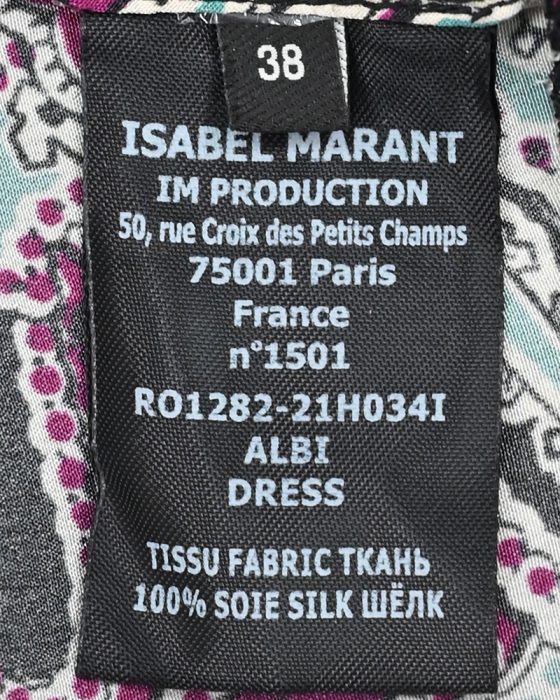 38
ISABEL MARANT
IM PRODUCTION
50, rue Croix des Petits Champs
75001 Paris
France
n°1501
RO1282-21H034I
ALBI
DRESS
TISSU FABRIC ТКАНЬ
100% SOIE SILK ШЁЛК